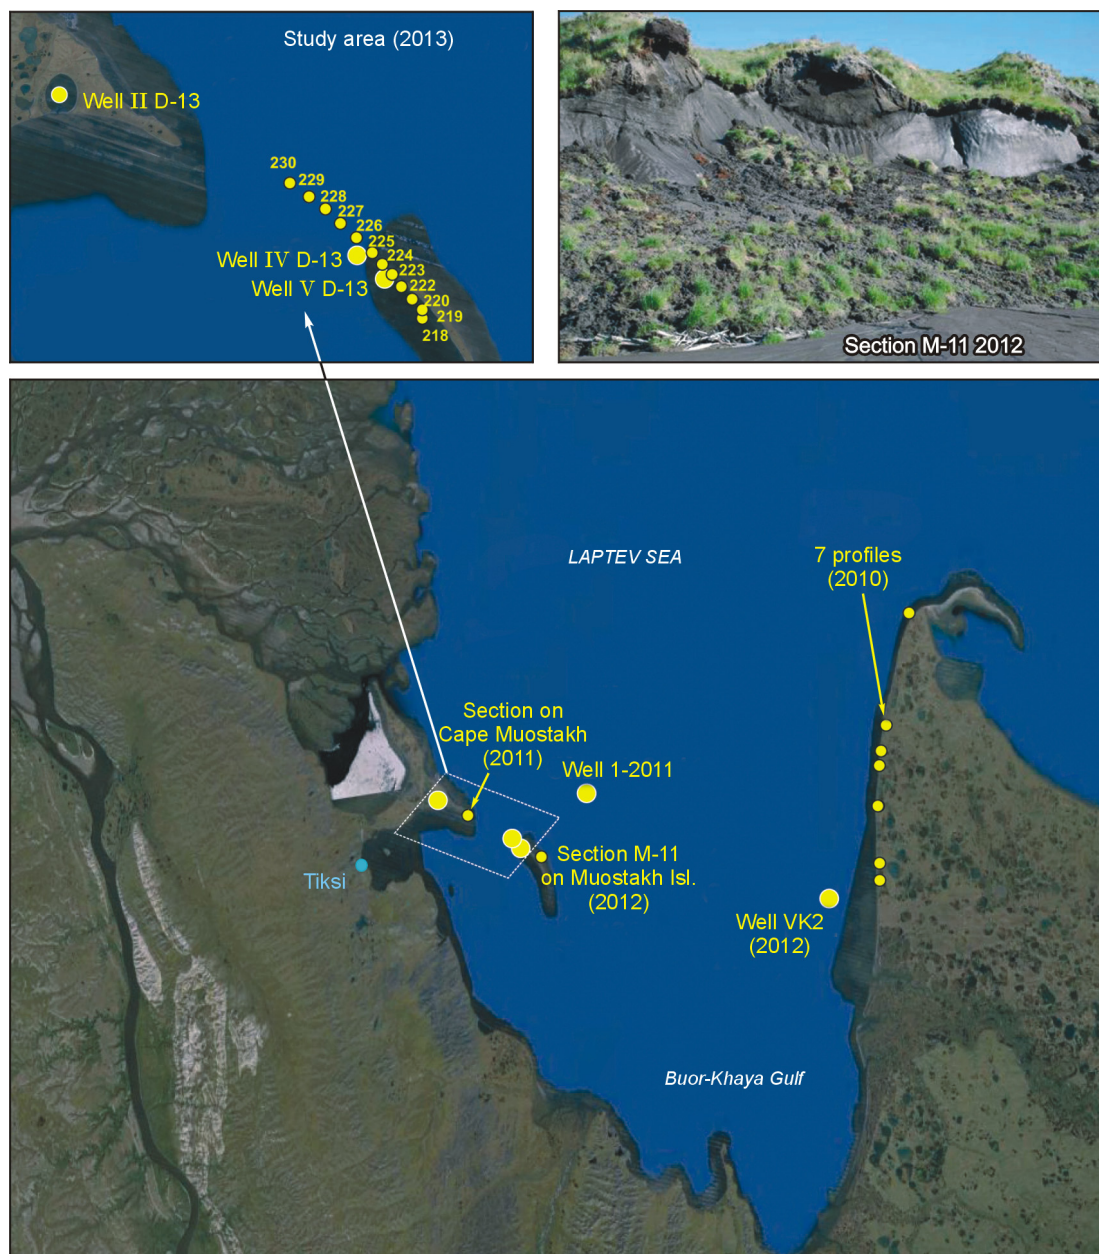 Study area (2013)
Well II D-13
230
229
228
227
226
225
Well IV D-13
224
223
Well V D-13
222
220
219
218
Section M-11 2012
LAPTEV SEA
7 profiles
(2010)
Section on
Cape Muostakh
(2011)
Well 1-2011
Section M-11
on Muostakh Isl.
(2012)
Tiksi
Well VK2
(2012)
Buor-Khaya Gulf